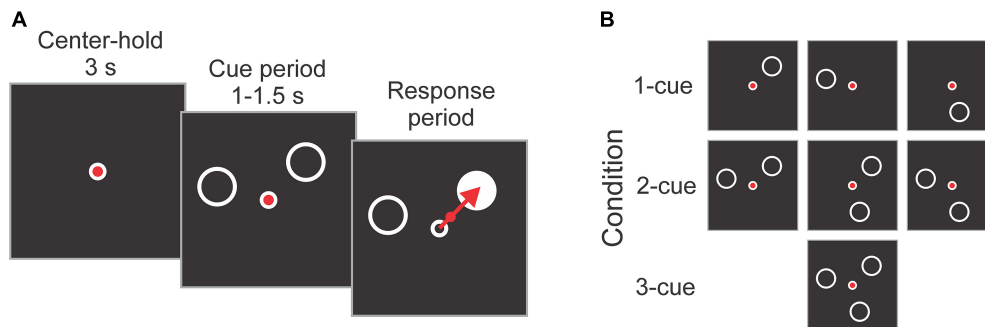 A
Center-hold
3 s
Cue period
1-1.5 s
Response
period
B
Condition
1-cue
2-cue
3-cue